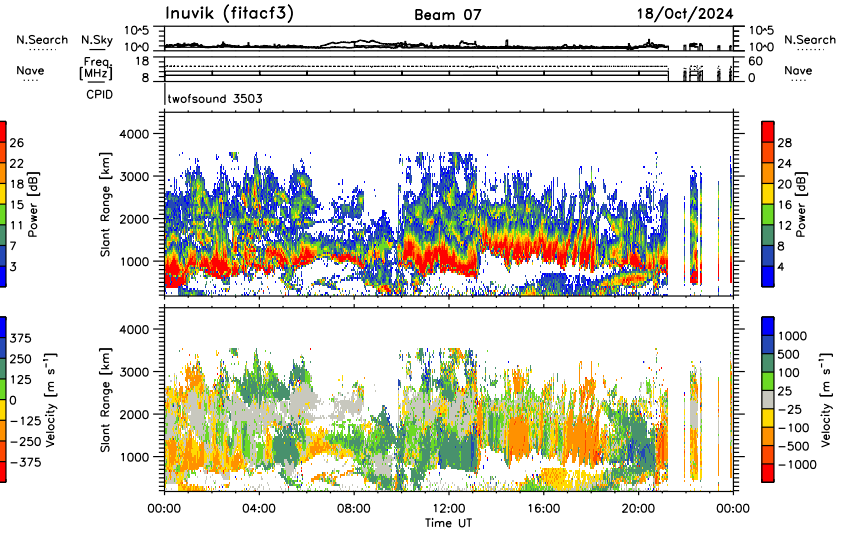 Inuvik (fitacf3) Beam 07 18/Oct/2024
N.Search N.Sky 10^5 10^0 10^5 10^0 N.Search
Nave Freq. [MHz] 18 8 60 0 Nave
CPID twofsound 3503
Power [dB] 26 22 18 15 11 7 3
Slant Range [km] 4000 3000 2000 1000
28 24 20 16 12 8 4 Power [dB]
375 250 125 0 −125 −250 −375 Velocity [m s⁻¹]
Slant Range [km] 4000 3000 2000 1000
1000 500 100 25 −25 −100 −500 −1000 Velocity [m s⁻¹]
00:00 04:00 08:00 12:00 16:00 20:00 00:00
Time UT